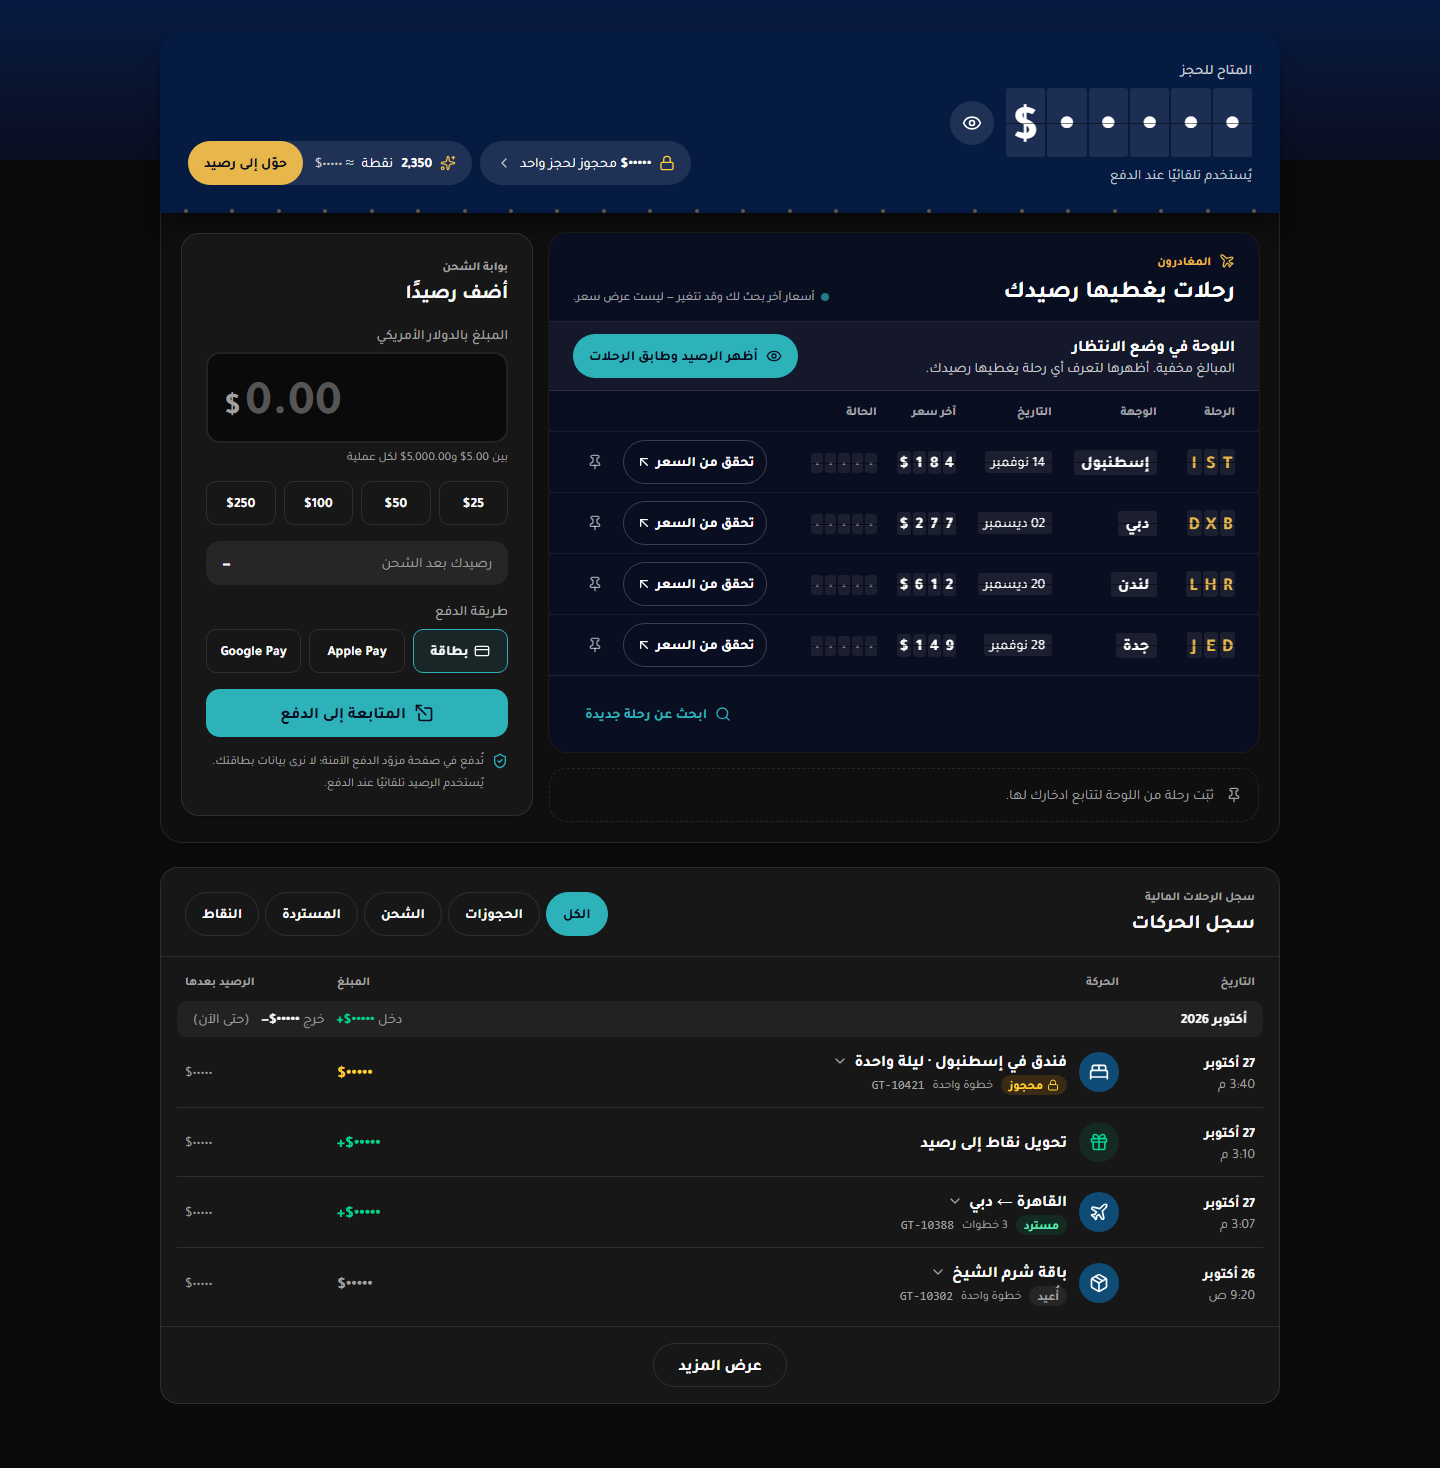 المتاح للحجز
$•••••
يُستخدم تلقائيًا عند الدفع
$••••• محجوز لحجز واحد
2,350 نقطة ≈ •••••$
حوّل إلى رصيد
المغادرون
رحلات يغطيها رصيدك
أسعار آخر بحث لك وقد تتغير – ليست عرض سعر.
اللوحة في وضع الانتظار
المبالغ مخفية. أظهرها لتعرف أي رحلة يغطيها رصيدك.
أظهر الرصيد وطابق الرحلات
الرحلة الوجهة التاريخ آخر سعر الحالة
IST إسطنبول 14 نوفمبر $184 ····· تحقق من السعر
DXB دبي 02 ديسمبر $277 ····· تحقق من السعر
LHR لندن 20 ديسمبر $612 ····· تحقق من السعر
JED جدة 28 نوفمبر $149 ····· تحقق من السعر
ابحث عن رحلة جديدة
ثبّت رحلة من اللوحة لتتابع ادخارك لها.
بوابة الشحن
أضف رصيدًا
المبلغ بالدولار الأمريكي
$ 0.00
بين $5.00 و$5,000.00 لكل عملية
$25 $50 $100 $250
رصيدك بعد الشحن –
طريقة الدفع
بطاقة Apple Pay Google Pay
المتابعة إلى الدفع
تُدفع في صفحة مزوّد الدفع الآمنة؛ لا نرى بيانات بطاقتك.
يُستخدم الرصيد تلقائيًا عند الدفع.
سجل الرحلات المالية
سجل الحركات
الكل الحجوزات الشحن المستردة النقاط
التاريخ الحركة المبلغ الرصيد بعدها
أكتوبر 2026 دخل +$••••• خرج –$••••• (حتى الآن)
27 أكتوبر فندق في إسطنبول · ليلة واحدة $••••• $•••••
3:40 م محجوز خطوة واحدة GT-10421
27 أكتوبر تحويل نقاط إلى رصيد +$••••• $•••••
3:10 م
27 أكتوبر القاهرة ← دبي +$••••• $•••••
3:07 م مسترد 3 خطوات GT-10388
26 أكتوبر باقة شرم الشيخ $••••• $•••••
9:20 ص أُعيد خطوة واحدة GT-10302
عرض المزيد